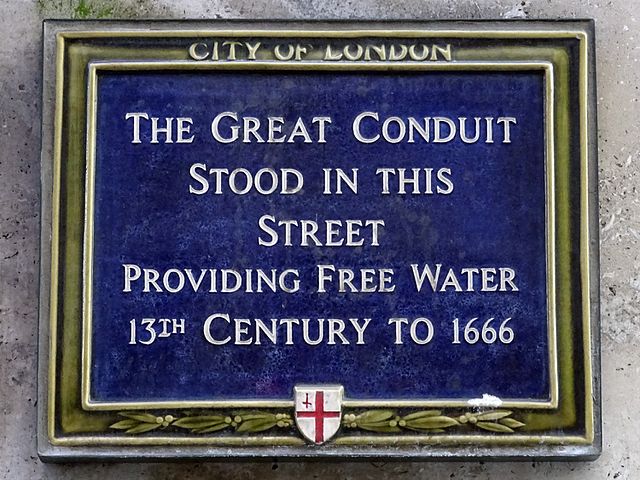 CITY OF LONDON
THE GREAT CONDUIT
STOOD IN THIS
STREET
PROVIDING FREE WATER
13TH CENTURY TO 1666